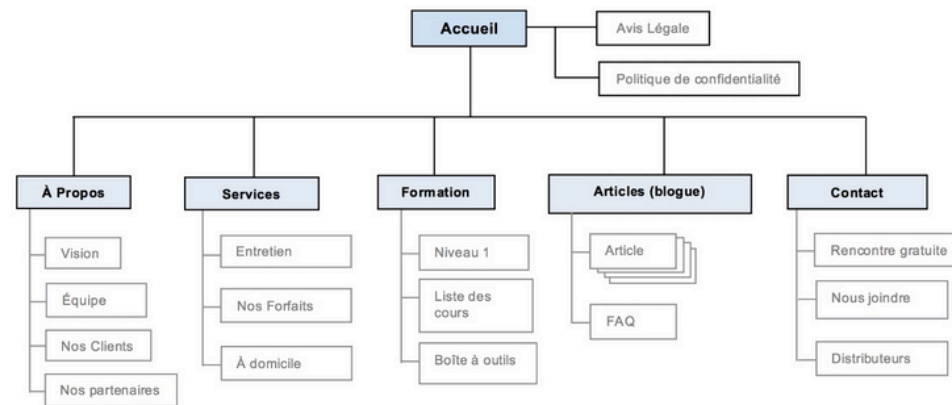 Accueil
Avis Légale
Politique de confidentialité
À Propos
Services
Formation
Articles (blogue)
Contact
Vision
Équipe
Nos Clients
Nos partenaires
Entretien
Nos Forfaits
À domicile
Niveau 1
Liste des
cours
Boîte à outils
Article
FAQ
Rencontre gratuite
Nous joindre
Distributeurs